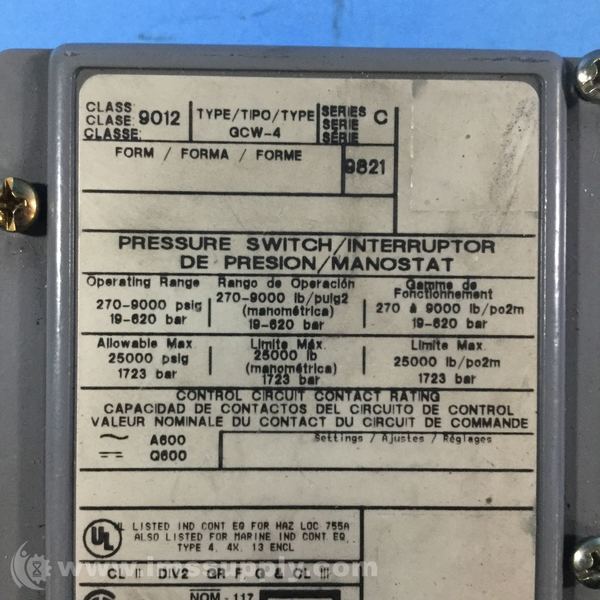 CLASS
CLASE 9012
CLASSE:
TYPE/TIPO/TYPE
GCW-4
SERIES
SERIE C
SÉRIE
FORM / FORMA / FORME
9821
PRESSURE SWITCH/INTERRUPTOR
DE PRESION/MANOSTAT
Operating Range
270-9000 psig
19-620 bar
Rango de Operación
270-9000 lb/pulg2
(manométrica)
19-620 bar
Gamme de
Fonctionnement
270 à 9000 lb/po2m
19-620 bar
Allowable Max
25000 psig
1723 bar
Limite Máx.
25000 lb
(manométrica)
1723 bar
Limite Max.
25000 lb/po2m
1723 bar
CONTROL CIRCUIT CONTACT RATING
CAPACIDAD DE CONTACTOS DEL CIRCUITO DE CONTROL
VALEUR NOMINALE DU CONTACT DU CIRCUIT DE COMMANDE
A600
Q600
Settings / Ajustes / Réglages
UL
UL LISTED IND CONT EQ FOR HAZ LOC 755A
ALSO LISTED FOR MARINE IND CONT EQ
TYPE 4, 4X, 13 ENCL
CL II DIV2 GR F, G & CL III
NOM-117
imssupply.com